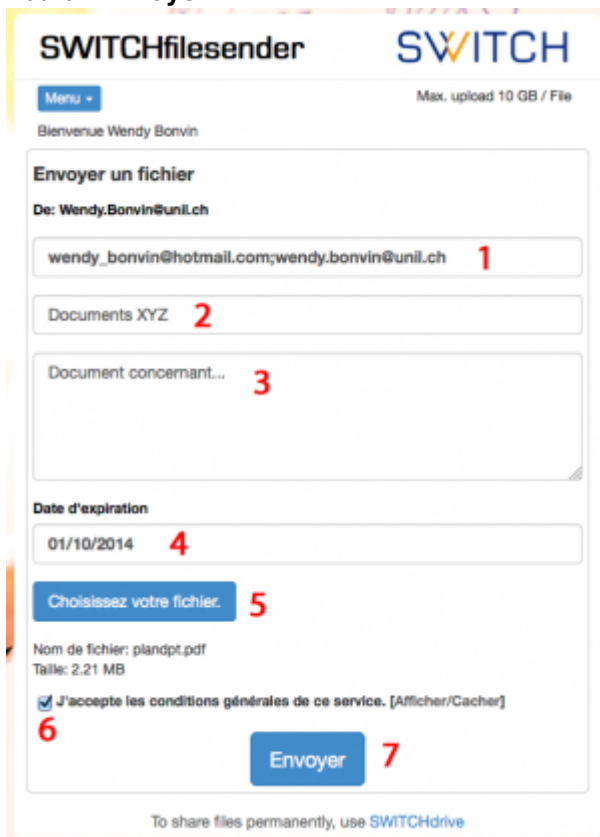 SWITCHfilesender SWITCH
Menu Max. upload 10 GB / File
Bienvenue Wendy Bonvin
Envoyer un fichier
De: Wendy.Bonvin@unil.ch
wendy_bonvin@hotmail.com;wendy.bonvin@unil.ch 1
Documents XYZ 2
Document concernant... 3
Date d'expiration
01/10/2014 4
Choisissez votre fichier. 5
Nom de fichier: plandpt.pdf
Taille: 2.21 MB
J'accepte les conditions générales de ce service. [Afficher/Cacher]
6
Envoyer 7
To share files permanently, use SWITCHdrive